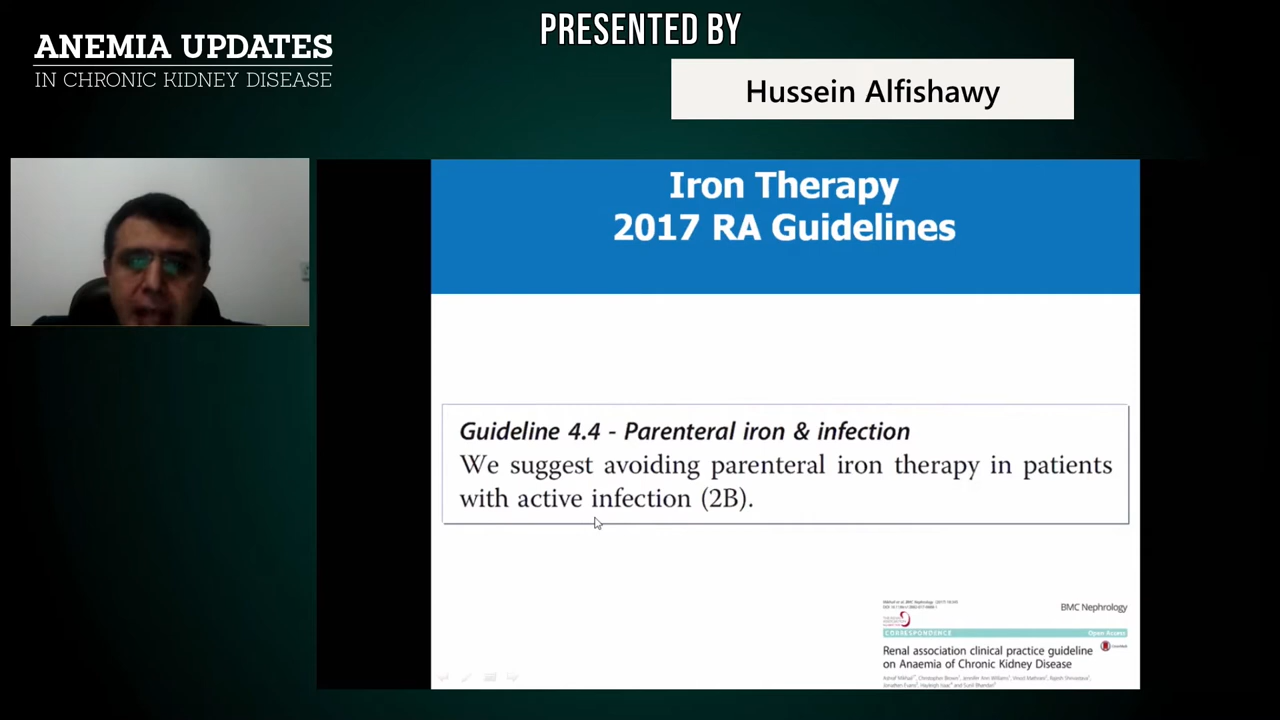 PRESENTED BY
ANEMIA UPDATES
IN CHRONIC KIDNEY DISEASE
Hussein Alfishawy
Iron Therapy
2017 RA Guidelines
Guideline 4.4 - Parenteral iron & infection
We suggest avoiding parenteral iron therapy in patients
with active infection (2B).
BMC Nephrology
CORRESPONDENCE
Open Access
Renal association clinical practice guideline
on Anaemia of Chronic Kidney Disease